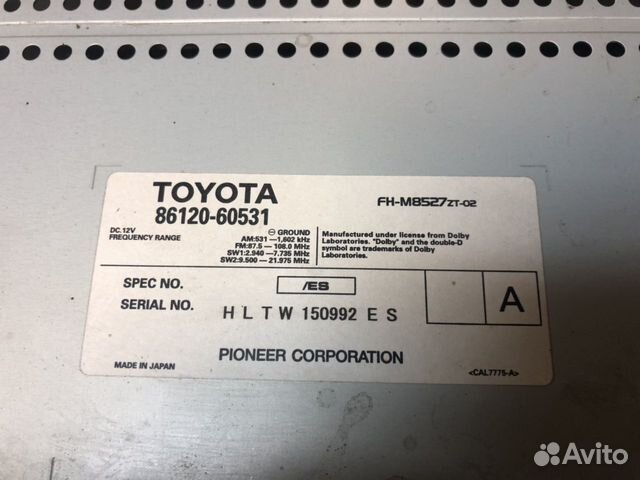 TOYOTA
86120-60531
FH-M8527ZT-02
DC.12V
FREQUENCY RANGE
⊖ GROUND
AM:531 —1,602 kHz
FM:87.5 — 108.0 MHz
SW1:2.940 —7.735 MHz
SW2:9.500 — 21.975 MHz
Manufactured under license from Dolby
Laboratories. "Dolby" and the double-D
symbol are trademarks of Dolby
Laboratories.
SPEC NO.
/ES
SERIAL NO.
HLTW 150992 ES
A
MADE IN JAPAN
PIONEER CORPORATION
<CAL7775-A>
Avito